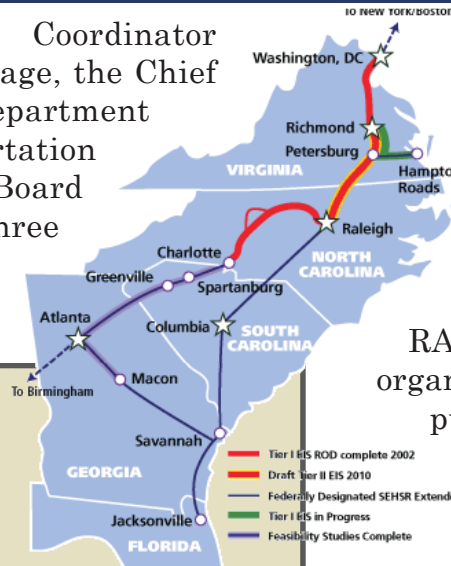 To New York/Boston
Coordinator
age, the Chief
epartment
rtation
Board
hree
Washington, DC
Richmond
Petersburg
Hampto
Roads
VIRGINIA
Raleigh
NORTH
CAROLINA
Charlotte
Greenville
Spartanburg
Atlanta
Columbia
SOUTH
CAROLINA
To Birmingham
Macon
Savannah
GEORGIA
Jacksonville
FLORIDA
RA
organ
p
Tier I EIS ROD complete 2002
Draft Tier II EIS 2010
Federally Designated SEHSR Extende
Tier I EIS in Progress
Feasibility Studies Complete